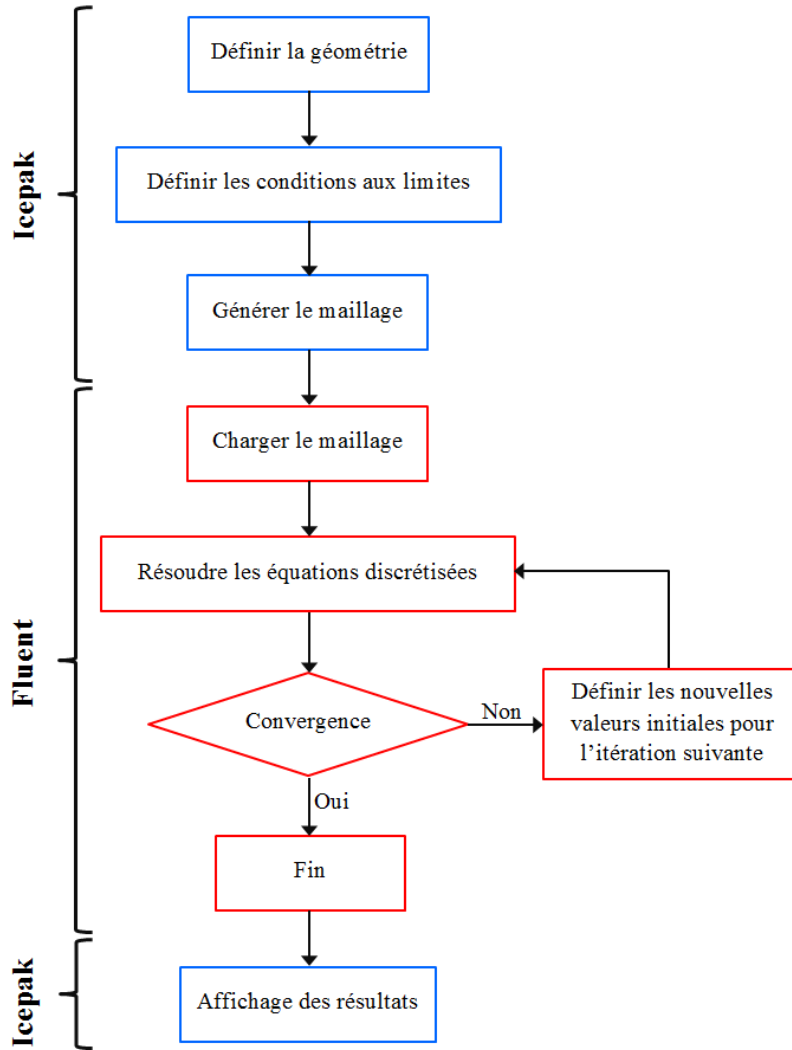 Icepak
Définir la géométrie
Définir les conditions aux limites
Générer le maillage
Fluent
Charger le maillage
Résoudre les équations discrétisées
Convergence
Non
Définir les nouvelles
valeurs initiales pour
l’itération suivante
Oui
Fin
Icepak
Affichage des résultats